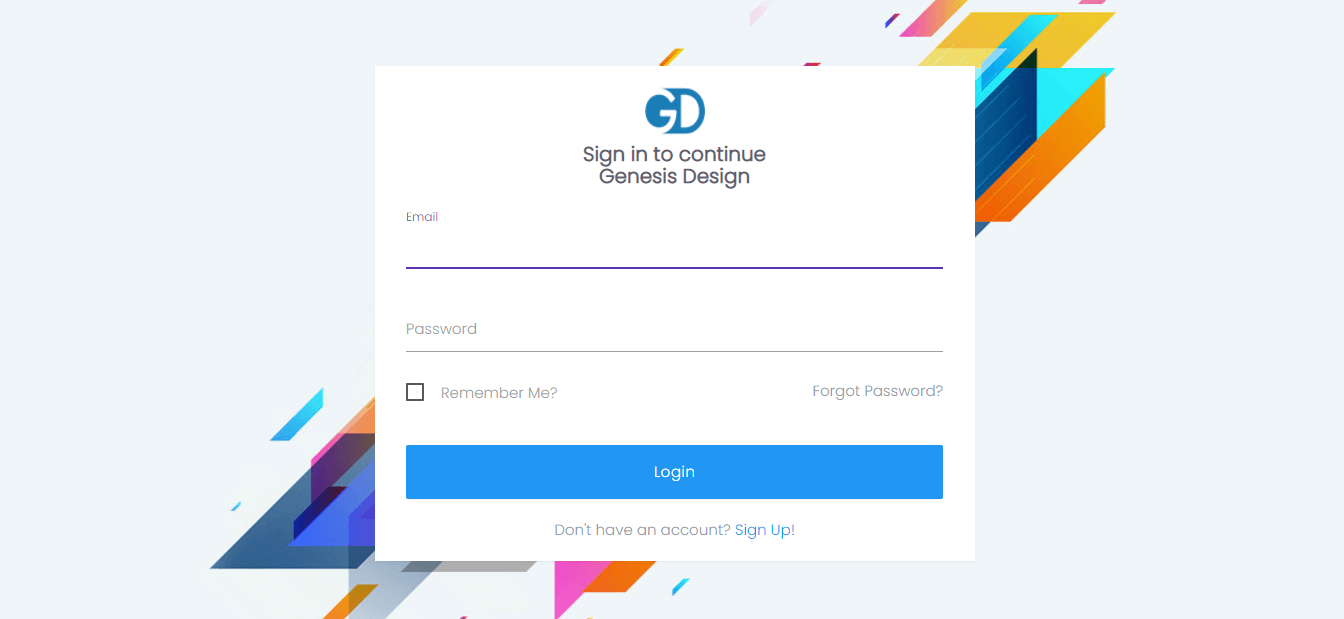 GD
Sign in to continue
Genesis Design
Email
Password
Remember Me?
Forgot Password?
Login
Don't have an account? Sign Up!